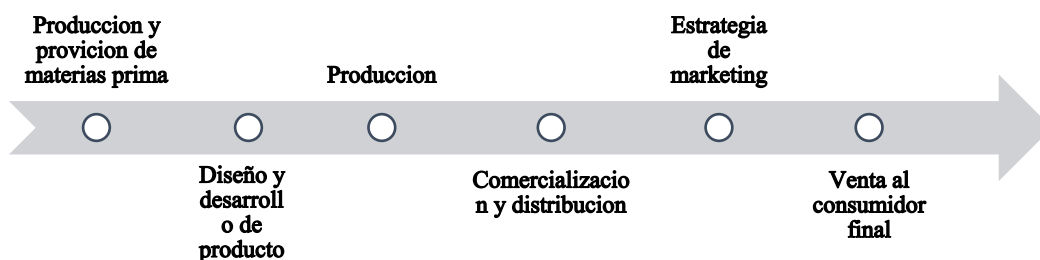 Produccion y
provicion de
materias prima
Diseño y
desarroll
o de
producto
Produccion
Comercializacio
n y distribucion
Estrategia
de
marketing
Venta al
consumidor
final